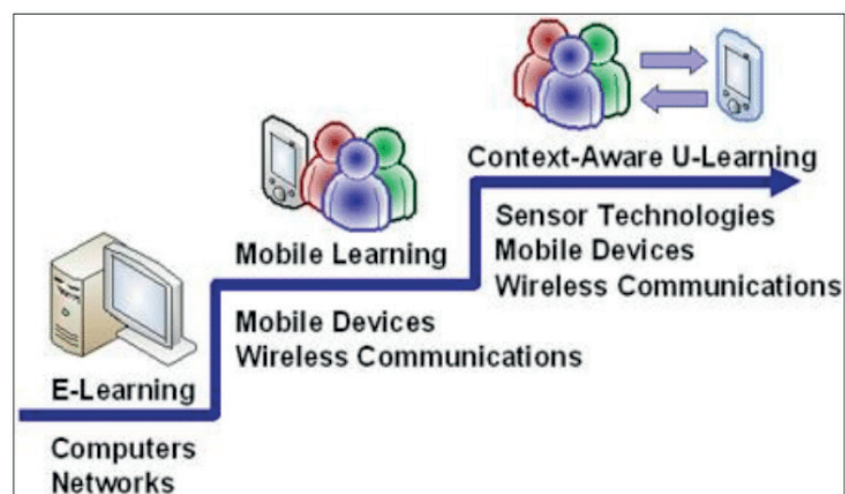 Context-Aware U-Learning
Sensor Technologies
Mobile Devices
Wireless Communications
Mobile Learning
Mobile Devices
Wireless Communications
E-Learning
Computers
Networks